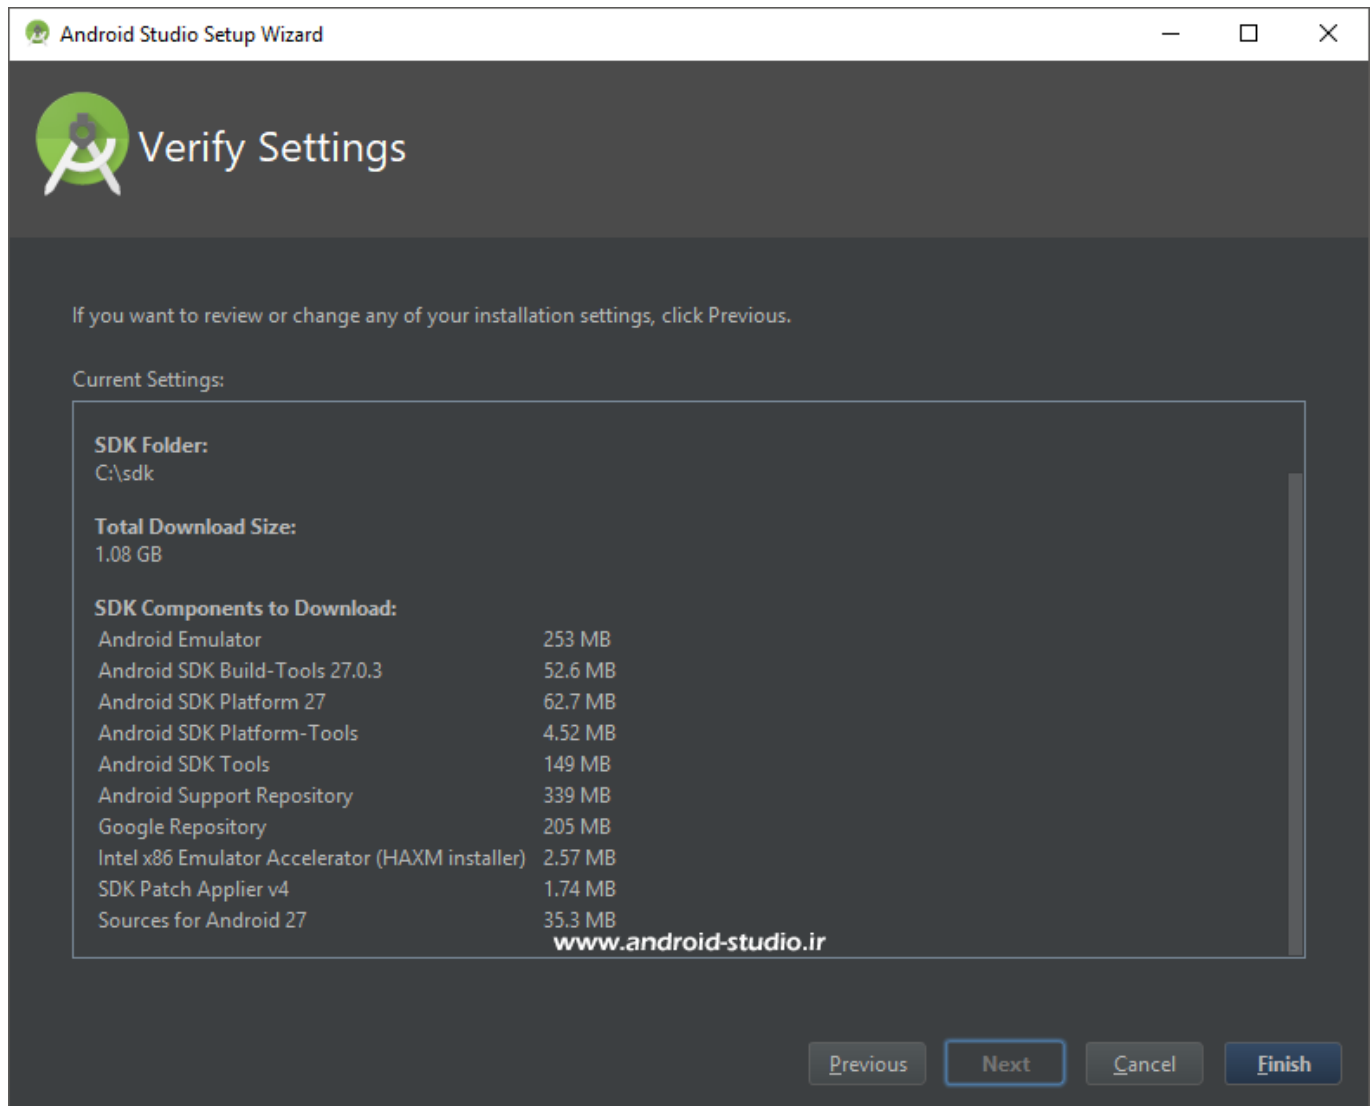 Android Studio Setup Wizard
Verify Settings
If you want to review or change any of your installation settings, click Previous.
Current Settings:
SDK Folder:
C:\sdk
Total Download Size:
1.08 GB
SDK Components to Download:
Android Emulator 253 MB
Android SDK Build-Tools 27.0.3 52.6 MB
Android SDK Platform 27 62.7 MB
Android SDK Platform-Tools 4.52 MB
Android SDK Tools 149 MB
Android Support Repository 339 MB
Google Repository 205 MB
Intel x86 Emulator Accelerator (HAXM installer) 2.57 MB
SDK Patch Applier v4 1.74 MB
Sources for Android 27 35.3 MB
www.android-studio.ir
Previous Next Cancel Finish